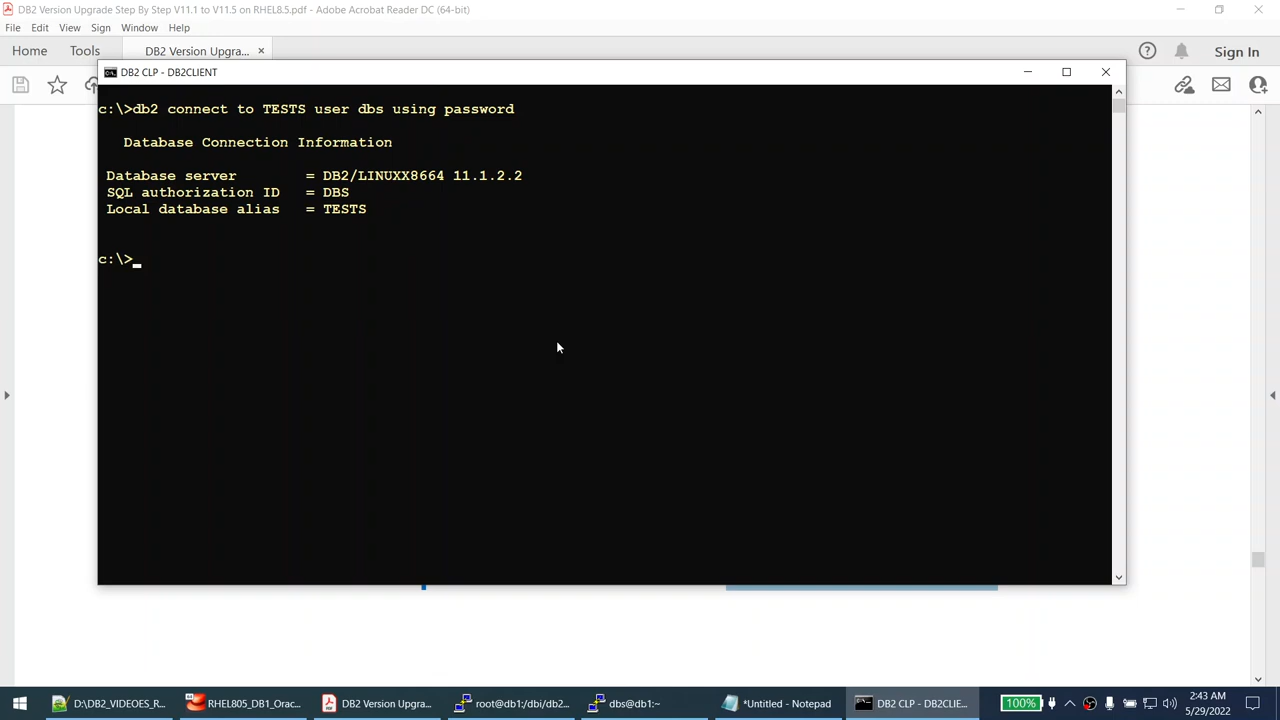 DB2 Version Upgrade Step By Step V11.1 to V11.5 on RHEL8.5.pdf - Adobe Acrobat Reader DC (64-bit)
File Edit View Sign Window Help
Home Tools DB2 Version Upgra... × Sign In
DB2 CLP - DB2CLIENT
c:\>db2 connect to TESTS user dbs using password
Database Connection Information
Database server = DB2/LINUXX8664 11.1.2.2
SQL authorization ID = DBS
Local database alias = TESTS
c:\>
D:\DB2_VIDEOES_R... RHEL805_DB1_Orac... DB2 Version Upgra... root@db1:/dbi/db2... dbs@db1:~ *Untitled - Notepad DB2 CLP - DB2CLIE... 100% 2:43 AM
5/29/2022